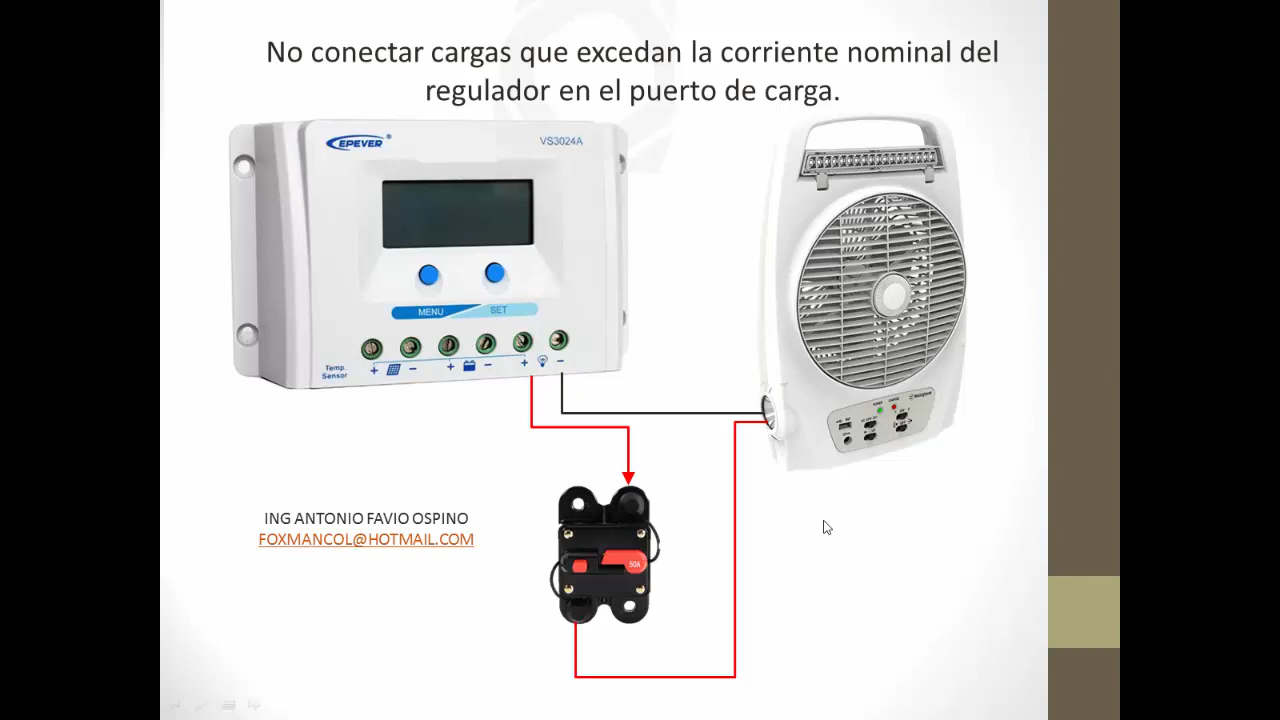 No conectar cargas que excedan la corriente nominal del
regulador en el puerto de carga.
EPEVER®
VS3024A
MENU SET
Temp.
Sensor
+ - + - + -
50A
ING ANTONIO FAVIO OSPINO
FOXMANCOL@HOTMAIL.COM